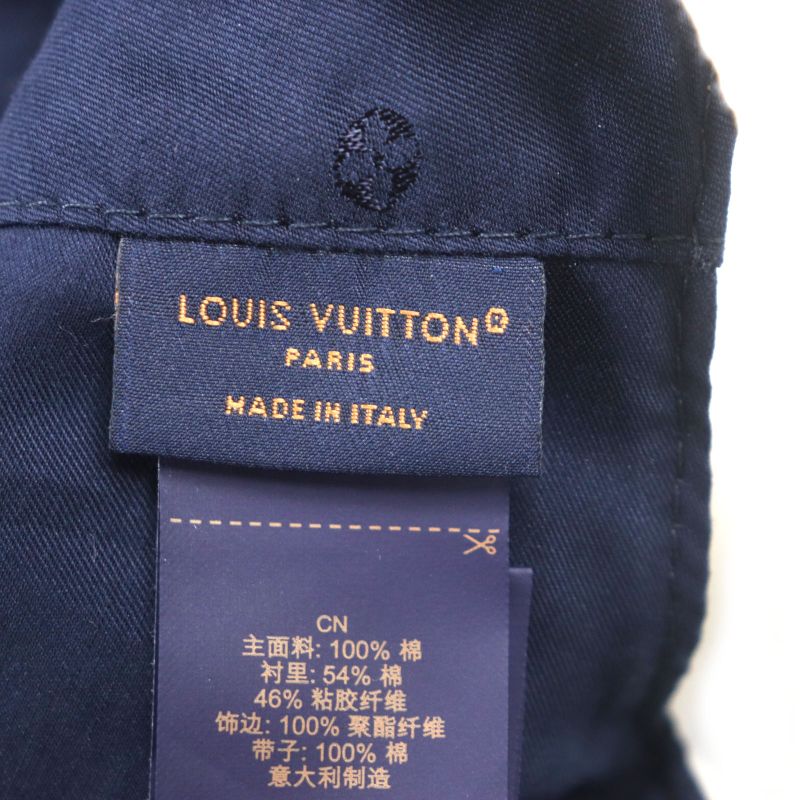 LOUIS VUITTON®
PARIS
MADE IN ITALY
CN
主面料: 100% 棉
衬里: 54% 棉
46% 粘胶纤维
饰边: 100% 聚酯纤维
带子: 100% 棉
意大利制造